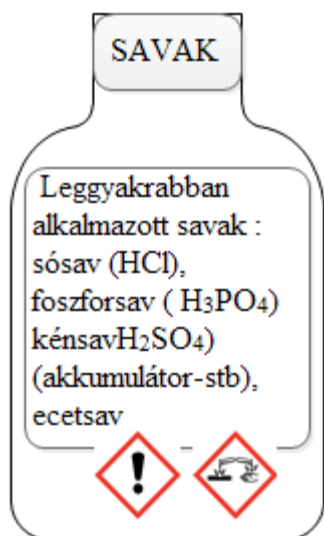 SAVAK
Leggyakrabban
alkalmazott savak :
sósav (HCl),
foszforsav ( H₃PO₄)
kénsavH₂SO₄)
(akkumulátor-stb),
ecetsav